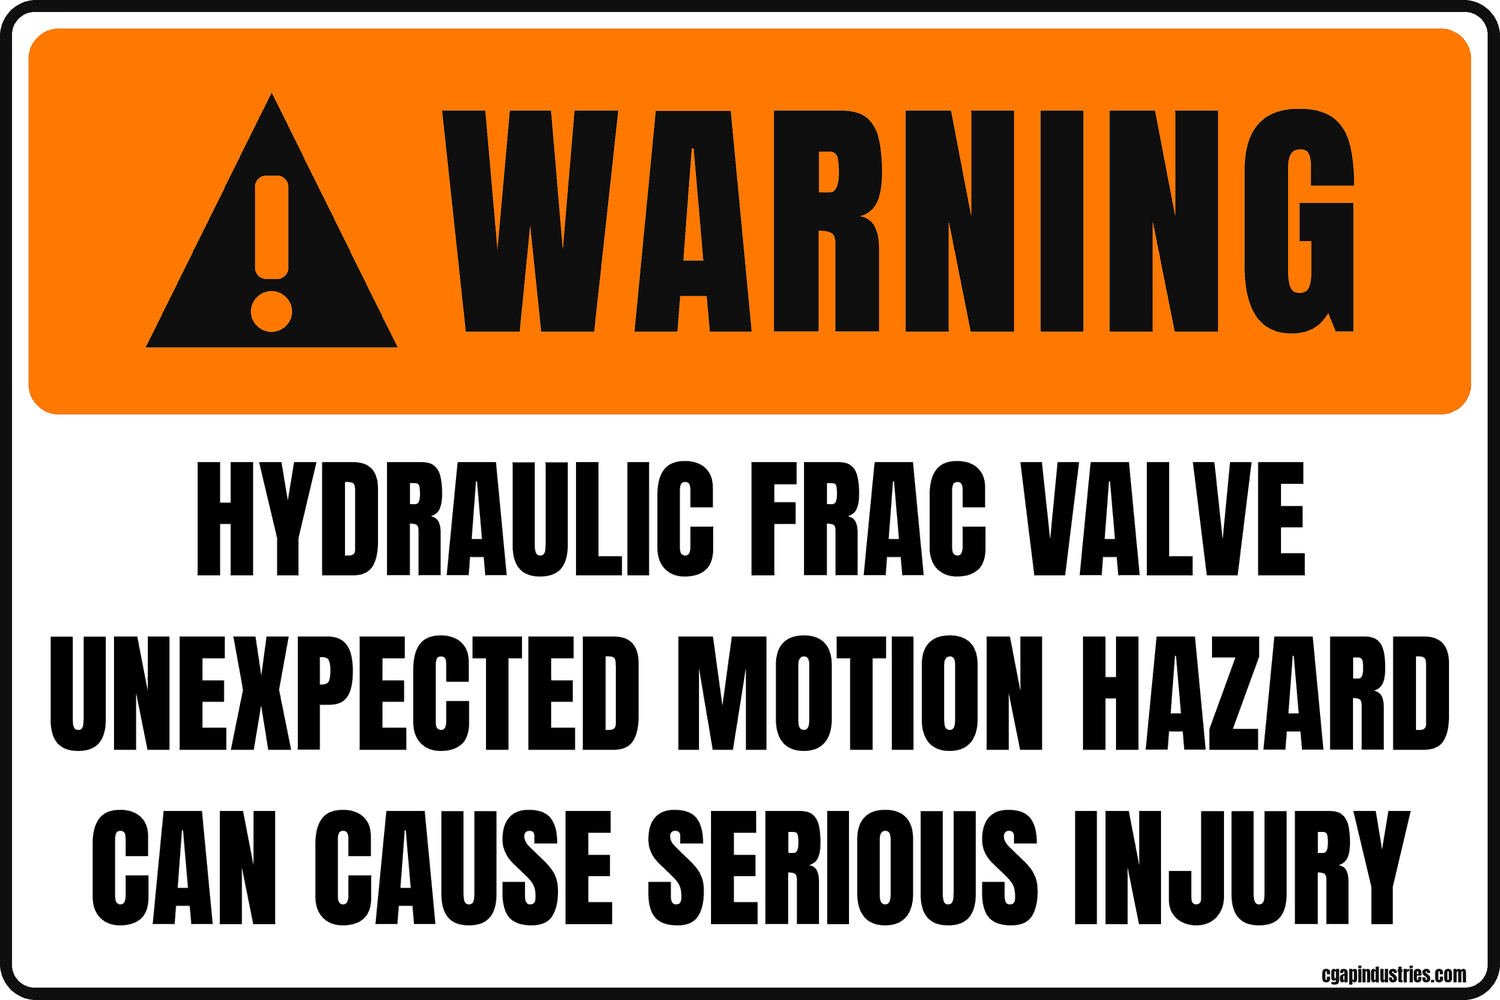 WARNING
HYDRAULIC FRAC VALVE
UNEXPECTED MOTION HAZARD
CAN CAUSE SERIOUS INJURY
cgapindustries.com